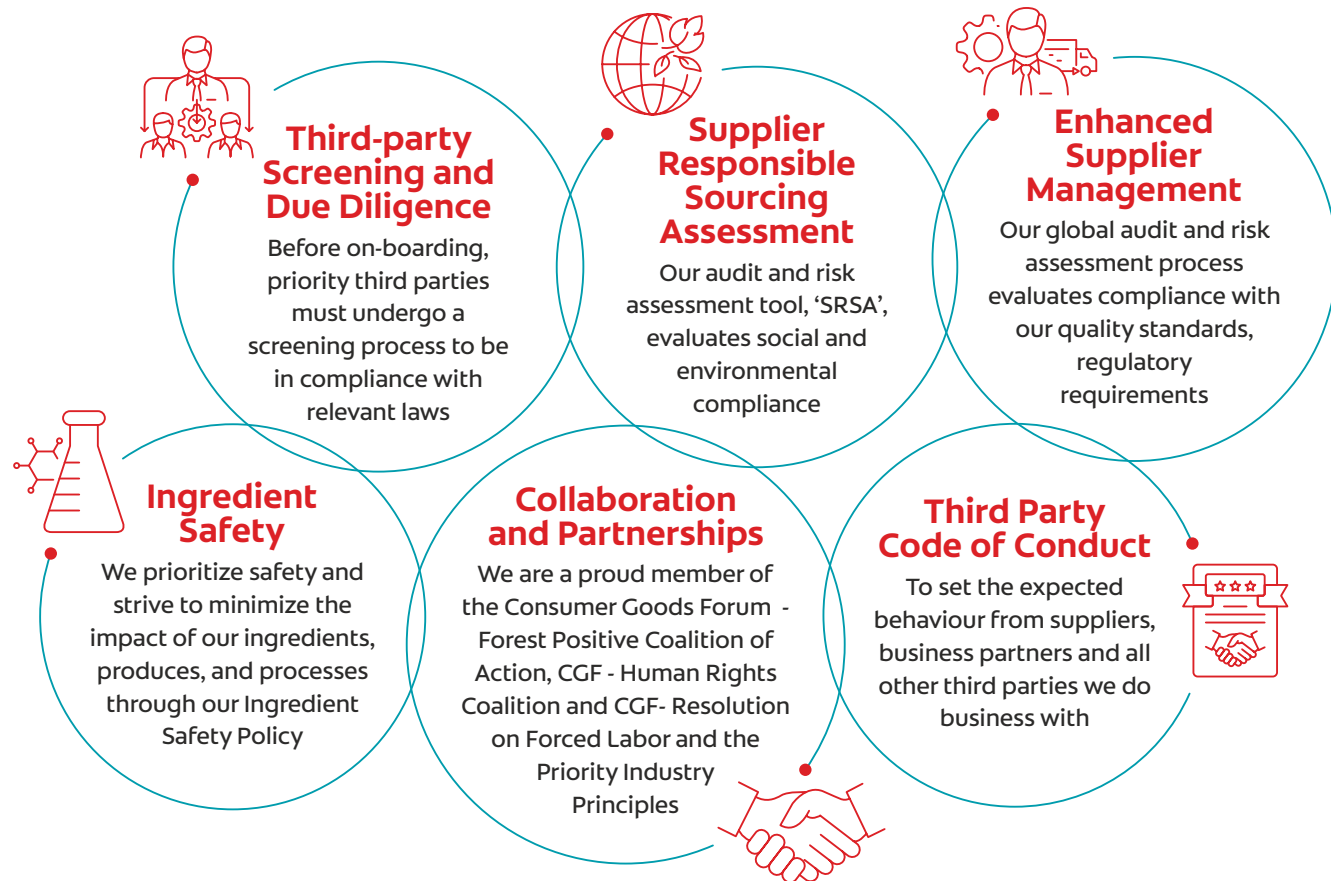 Third-party
Screening and
Due Diligence
Before on-boarding,
priority third parties
must undergo a
screening process to be
in compliance with
relevant laws
Supplier
Responsible
Sourcing
Assessment
Our audit and risk
assessment tool, ‘SRSA’,
evaluates social and
environmental
compliance
Enhanced
Supplier
Management
Our global audit and risk
assessment process
evaluates compliance with
our quality standards,
regulatory
requirements
Ingredient
Safety
We prioritize safety and
strive to minimize the
impact of our ingredients,
produces, and processes
through our Ingredient
Safety Policy
Collaboration
and Partnerships
We are a proud member of
the Consumer Goods Forum -
Forest Positive Coalition of
Action, CGF - Human Rights
Coalition and CGF- Resolution
on Forced Labor and the
Priority Industry
Principles
Third Party
Code of Conduct
To set the expected
behaviour from suppliers,
business partners and all
other third parties we do
business with